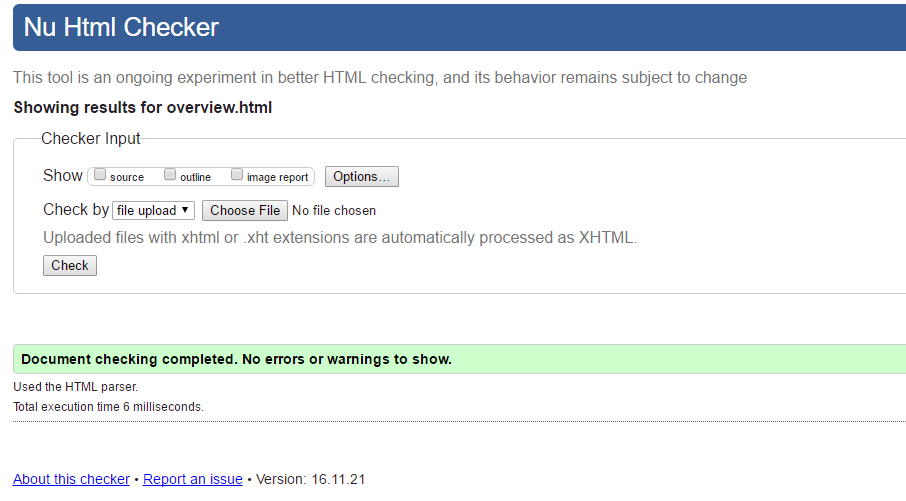 Nu Html Checker
This tool is an ongoing experiment in better HTML checking, and its behavior remains subject to change
Showing results for overview.html
Checker Input
Show source outline image report Options...
Check by file upload Choose File No file chosen
Uploaded files with xhtml or .xht extensions are automatically processed as XHTML.
Check
Document checking completed. No errors or warnings to show.
Used the HTML parser.
Total execution time 6 milliseconds.
About this checker • Report an issue • Version: 16.11.21